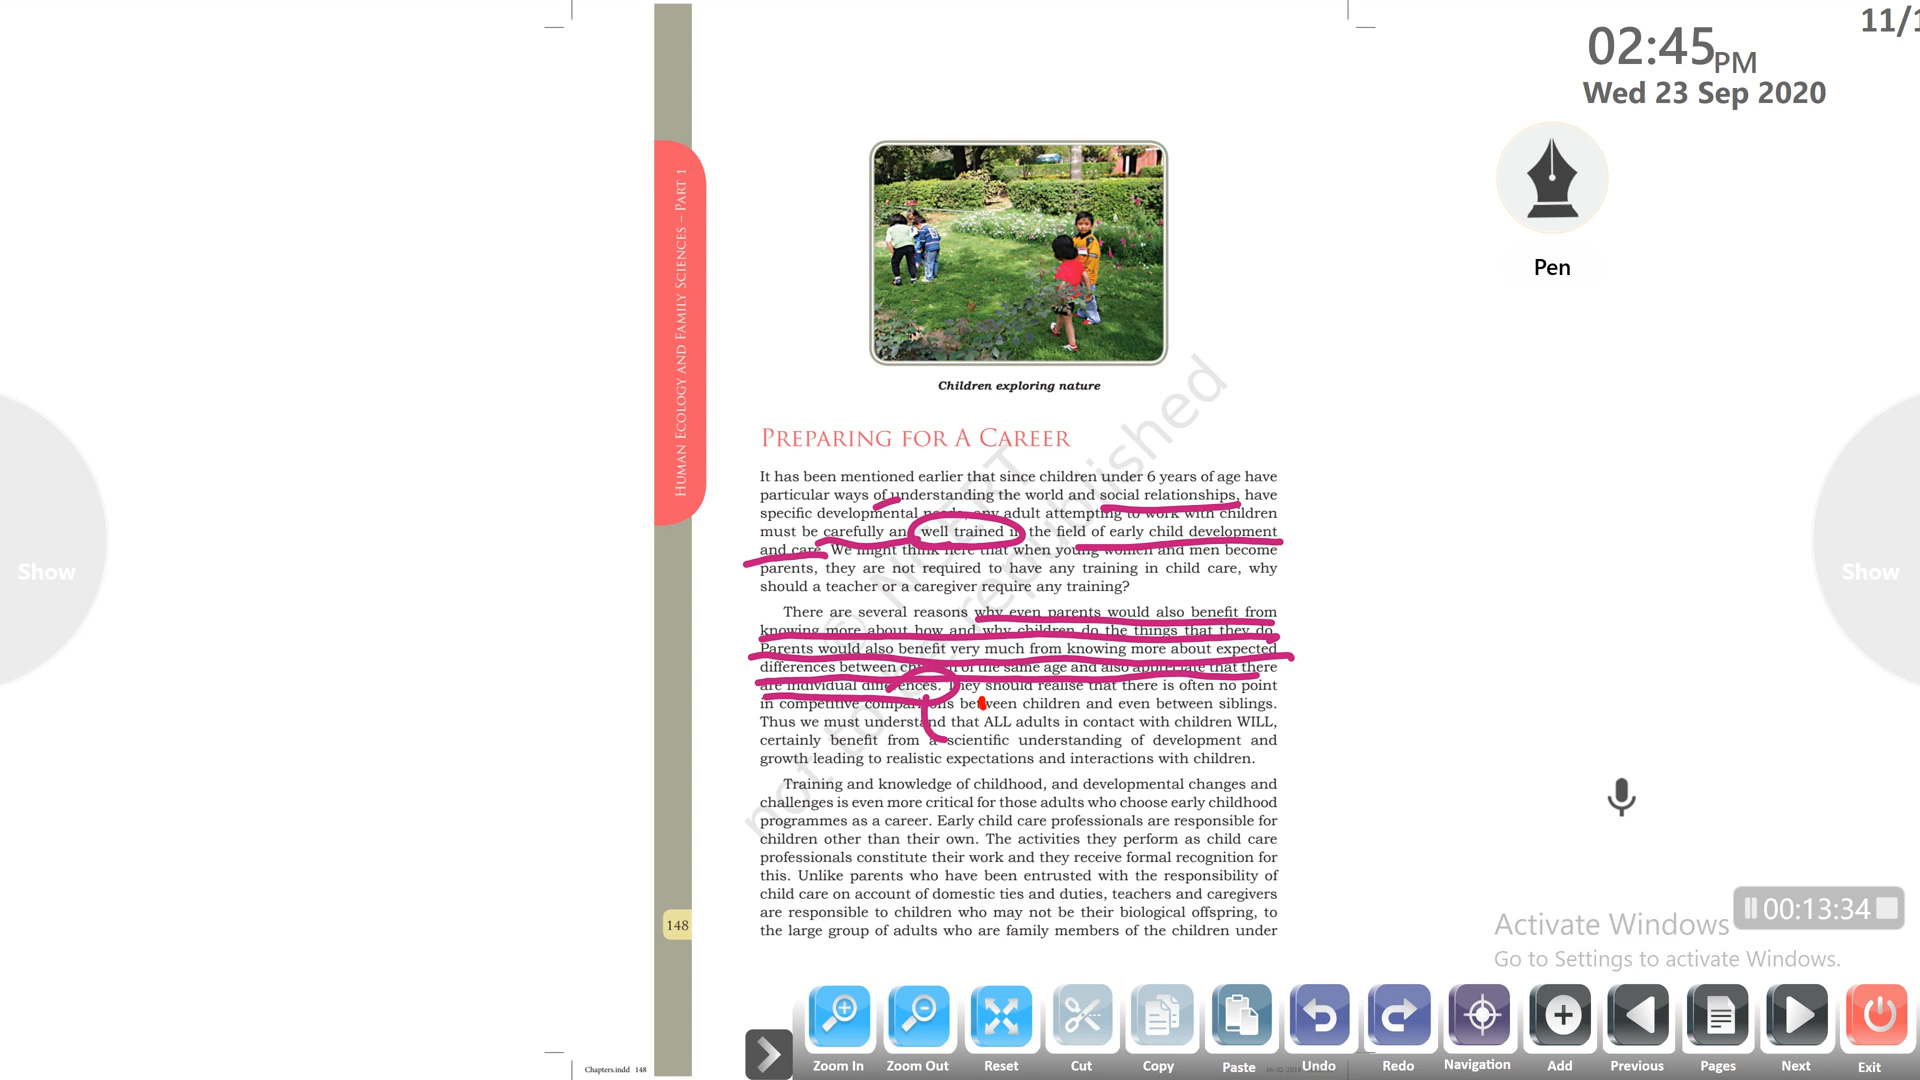 11/1
02:45PM
Wed 23 Sep 2020
Pen
HUMAN ECOLOGY AND FAMILY SCIENCES – PART 1
Children exploring nature
PREPARING FOR A CAREER
It has been mentioned earlier that since children under 6 years of age have
particular ways of understanding the world and social relationships, have
specific developmental needs, any adult attempting to work with children
must be carefully and well trained in the field of early child development
and care. We might think here that when young women and men become
parents, they are not required to have any training in child care, why
should a teacher or a caregiver require any training?
There are several reasons why even parents would also benefit from
knowing more about how and why children do the things that they do.
Parents would also benefit very much from knowing more about expected
differences between children of the same age and also appreciate that there
are individual differences. They should realise that there is often no point
in competitive comparisons between children and even between siblings.
Thus we must understand that ALL adults in contact with children WILL,
certainly benefit from a scientific understanding of development and
growth leading to realistic expectations and interactions with children.
Training and knowledge of childhood, and developmental changes and
challenges is even more critical for those adults who choose early childhood
programmes as a career. Early child care professionals are responsible for
children other than their own. The activities they perform as child care
professionals constitute their work and they receive formal recognition for
this. Unlike parents who have been entrusted with the responsibility of
child care on account of domestic ties and duties, teachers and caregivers
are responsible to children who may not be their biological offspring, to
the large group of adults who are family members of the children under
© NCERT
not to be republished
148
Show
Show
00:13:34
Activate Windows
Go to Settings to activate Windows.
Zoom In Zoom Out Reset Cut Copy Paste Undo Redo Navigation Add Previous Pages Next Exit
Chapters.indd 148